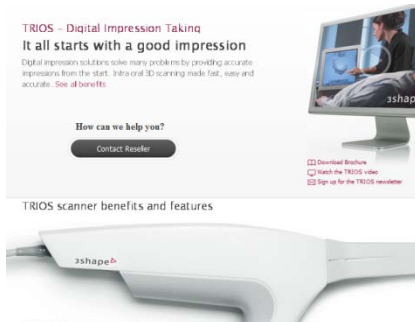 TRIOS – Digital Impression Taking
It all starts with a good impression
Digital impression solutions solve many problems by providing accurate
impressions from the start. Intra oral 3D scanning made fast, easy and
accurate. See all benefits
How can we help you?
Contact Reseller
3shape
Download Brochure
Watch the TRIOS video
Sign up for the TRIOS newsletter
TRIOS scanner benefits and features
3shape